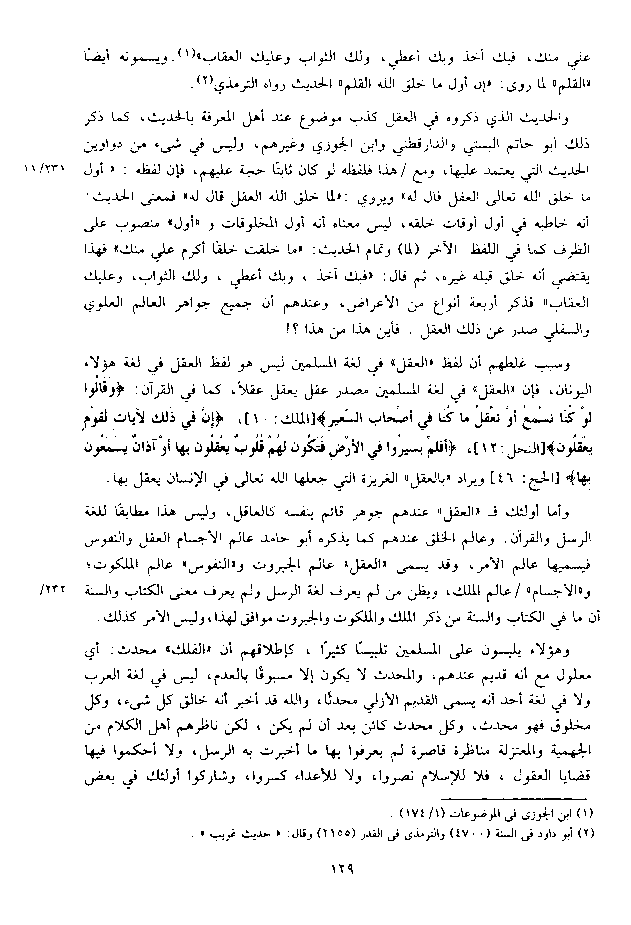 عني منك، فبك آخذ وبك أعطي، ولك الثواب وعليك العقاب»(١). ويسمونه أيضًا
«القلم» لما روى: «إن أول ما خلق الله القلم» الحديث رواه الترمذي(٢).
والحديث الذي ذكروه في العقل كذب موضوع عند أهل المعرفة بالحديث، كما ذكر
ذلك أبو حاتم البستي والدارقطني وابن الجوزي وغيرهم، وليس في شيء من دواوين
الحديث التي يعتمد عليها، ومع / هذا فلفظه لو كان ثابتًا حجة عليهم، فإن لفظه : « أول
١١/٢٣١
ما خلق الله تعالى العقل قال له» ويروي :«لما خلق الله العقل قال له» فمعنى الحديث:
أنه خاطبه في أول أوقات خلقه، ليس معناه أنه أول المخلوقات و «أول» منصوب على
الظرف كما في اللفظ الآخر (لما) وتمام الحديث: «ما خلقت خلقًا أكرم علي منك» فهذا
يقتضي أنه خلق قبله غيره، ثم قال: «فبك آخذ ، وبك أعطي ، ولك الثواب، وعليك
العقاب» فذكر أربعة أنواع من الأعراض، وعندهم أن جميع جواهر العالم العلوي
والسفلي صدر عن ذلك العقل . فأين هذا من هذا ؟!
وسبب غلطهم أن لفظ «العقل» في لغة المسلمين ليس هو لفظ العقل في لغة هؤلاء
اليونان، فإن «العقل» في لغة المسلمين مصدر عقل يعقل عقلاً، كما في القرآن: ﴿وَقَالُوا
لَوْ كُنَّا نَسْمَعُ أَوْ نَعْقِلُ مَا كُنَّا فِي أَصْحَابِ السَّعِيرِ﴾[الملك: ١٠]، ﴿إِنَّ فِي ذَلِكَ لآيَاتٍ لِقَوْمٍ
يَعْقِلُونَ﴾[النحل: ١٢]، ﴿أَفَلَمْ يَسِيرُوا فِي الأَرْضِ فَتَكُونَ لَهُمْ قُلُوبٌ يَعْقِلُونَ بِهَا أَوْ آذَانٌ يَسْمَعُونَ
بِهَا﴾ [الحج: ٤٦] ويراد «بالعقل» الغريزة التي جعلها الله تعالى في الإنسان يعقل بها.
وأما أولئك فـ «العقل» عندهم جوهر قائم بنفسه كالعاقل، وليس هذا مطابقًا للغة
الرسل والقرآن. وعالم الخلق عندهم كما يذكره أبو حامد عالم الأجسام العقل والنفوس
فيسميها عالم الأمر، وقد يسمى «العقل» عالم الجبروت و«النفوس» عالم الملكوت؛
و«الأجسام» / عالم الملك، ويظن من لم يعرف لغة الرسل ولم يعرف معنى الكتاب والسنة
٢٣٢/
أن ما في الكتاب والسنة من ذكر الملك والملكوت والجبروت موافق لهذا، وليس الأمر كذلك.
وهؤلاء يلبسون على المسلمين تلبيسًا كثيرًا ، كإطلاقهم أن «الفلك» محدث: أي
معلول مع أنه قديم عندهم، والمحدث لا يكون إلا مسبوقًا بالعدم، ليس في لغة العرب
ولا في لغة أحد أنه يسمى القديم الأزلي محدثًا، والله قد أخبر أنه خالق كل شيء، وكل
مخلوق فهو محدث، وكل محدث كائن بعد أن لم يكن ، لكن ناظرهم أهل الكلام من
الجهمية والمعتزلة مناظرة قاصرة لم يعرفوا بها ما أخبرت به الرسل، ولا أحكموا فيها
قضايا العقول ، فلا للإسلام نصروا، ولا للأعداء كسروا، وشاركوا أولئك في بعض
(١) ابن الجوزى فى الموضوعات (١/ ١٧٤) .
(٢) أبو داود فى السنة (٤٧٠٠) والترمذى فى القدر (٢١٥٥) وقال: « حديث غريب » .
١٢٩